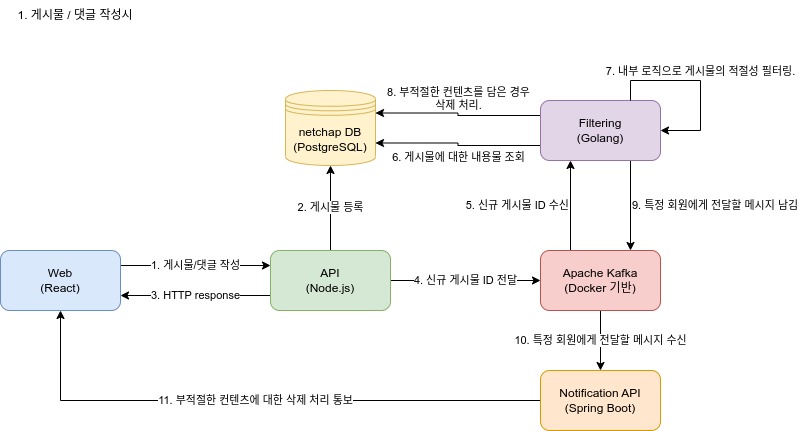 1. 게시물 / 댓글 작성시
7. 내부 로직으로 게시물의 적절성 필터링.
8. 부적절한 컨텐츠를 담은 경우
삭제 처리.
netchap DB
(PostgreSQL)
Filtering
(Golang)
6. 게시물에 대한 내용물 조회
2. 게시물 등록
5. 신규 게시물 ID 수신
9. 특정 회원에게 전달할 메시지 남김
Web
(React)
1. 게시물/댓글 작성
3. HTTP response
API
(Node.js)
4. 신규 게시물 ID 전달
Apache Kafka
(Docker 기반)
10. 특정 회원에게 전달할 메시지 수신
11. 부적절한 컨텐츠에 대한 삭제 처리 통보
Notification API
(Spring Boot)